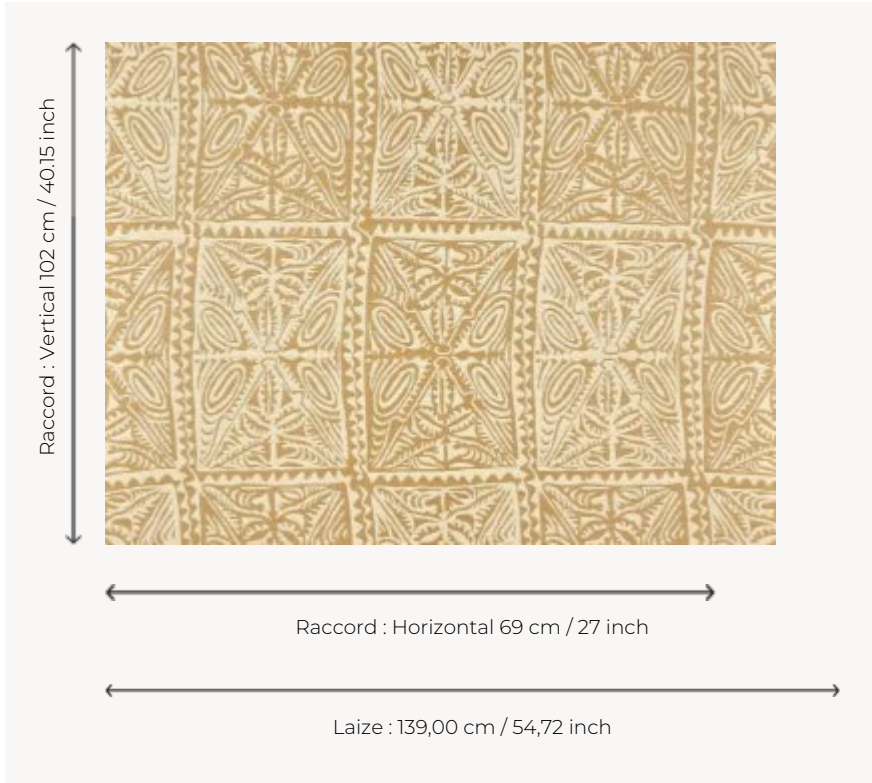 Raccord : Vertical 102 cm / 40.15 inch
Raccord : Horizontal 69 cm / 27 inch
Laize : 139,00 cm / 54,72 inch